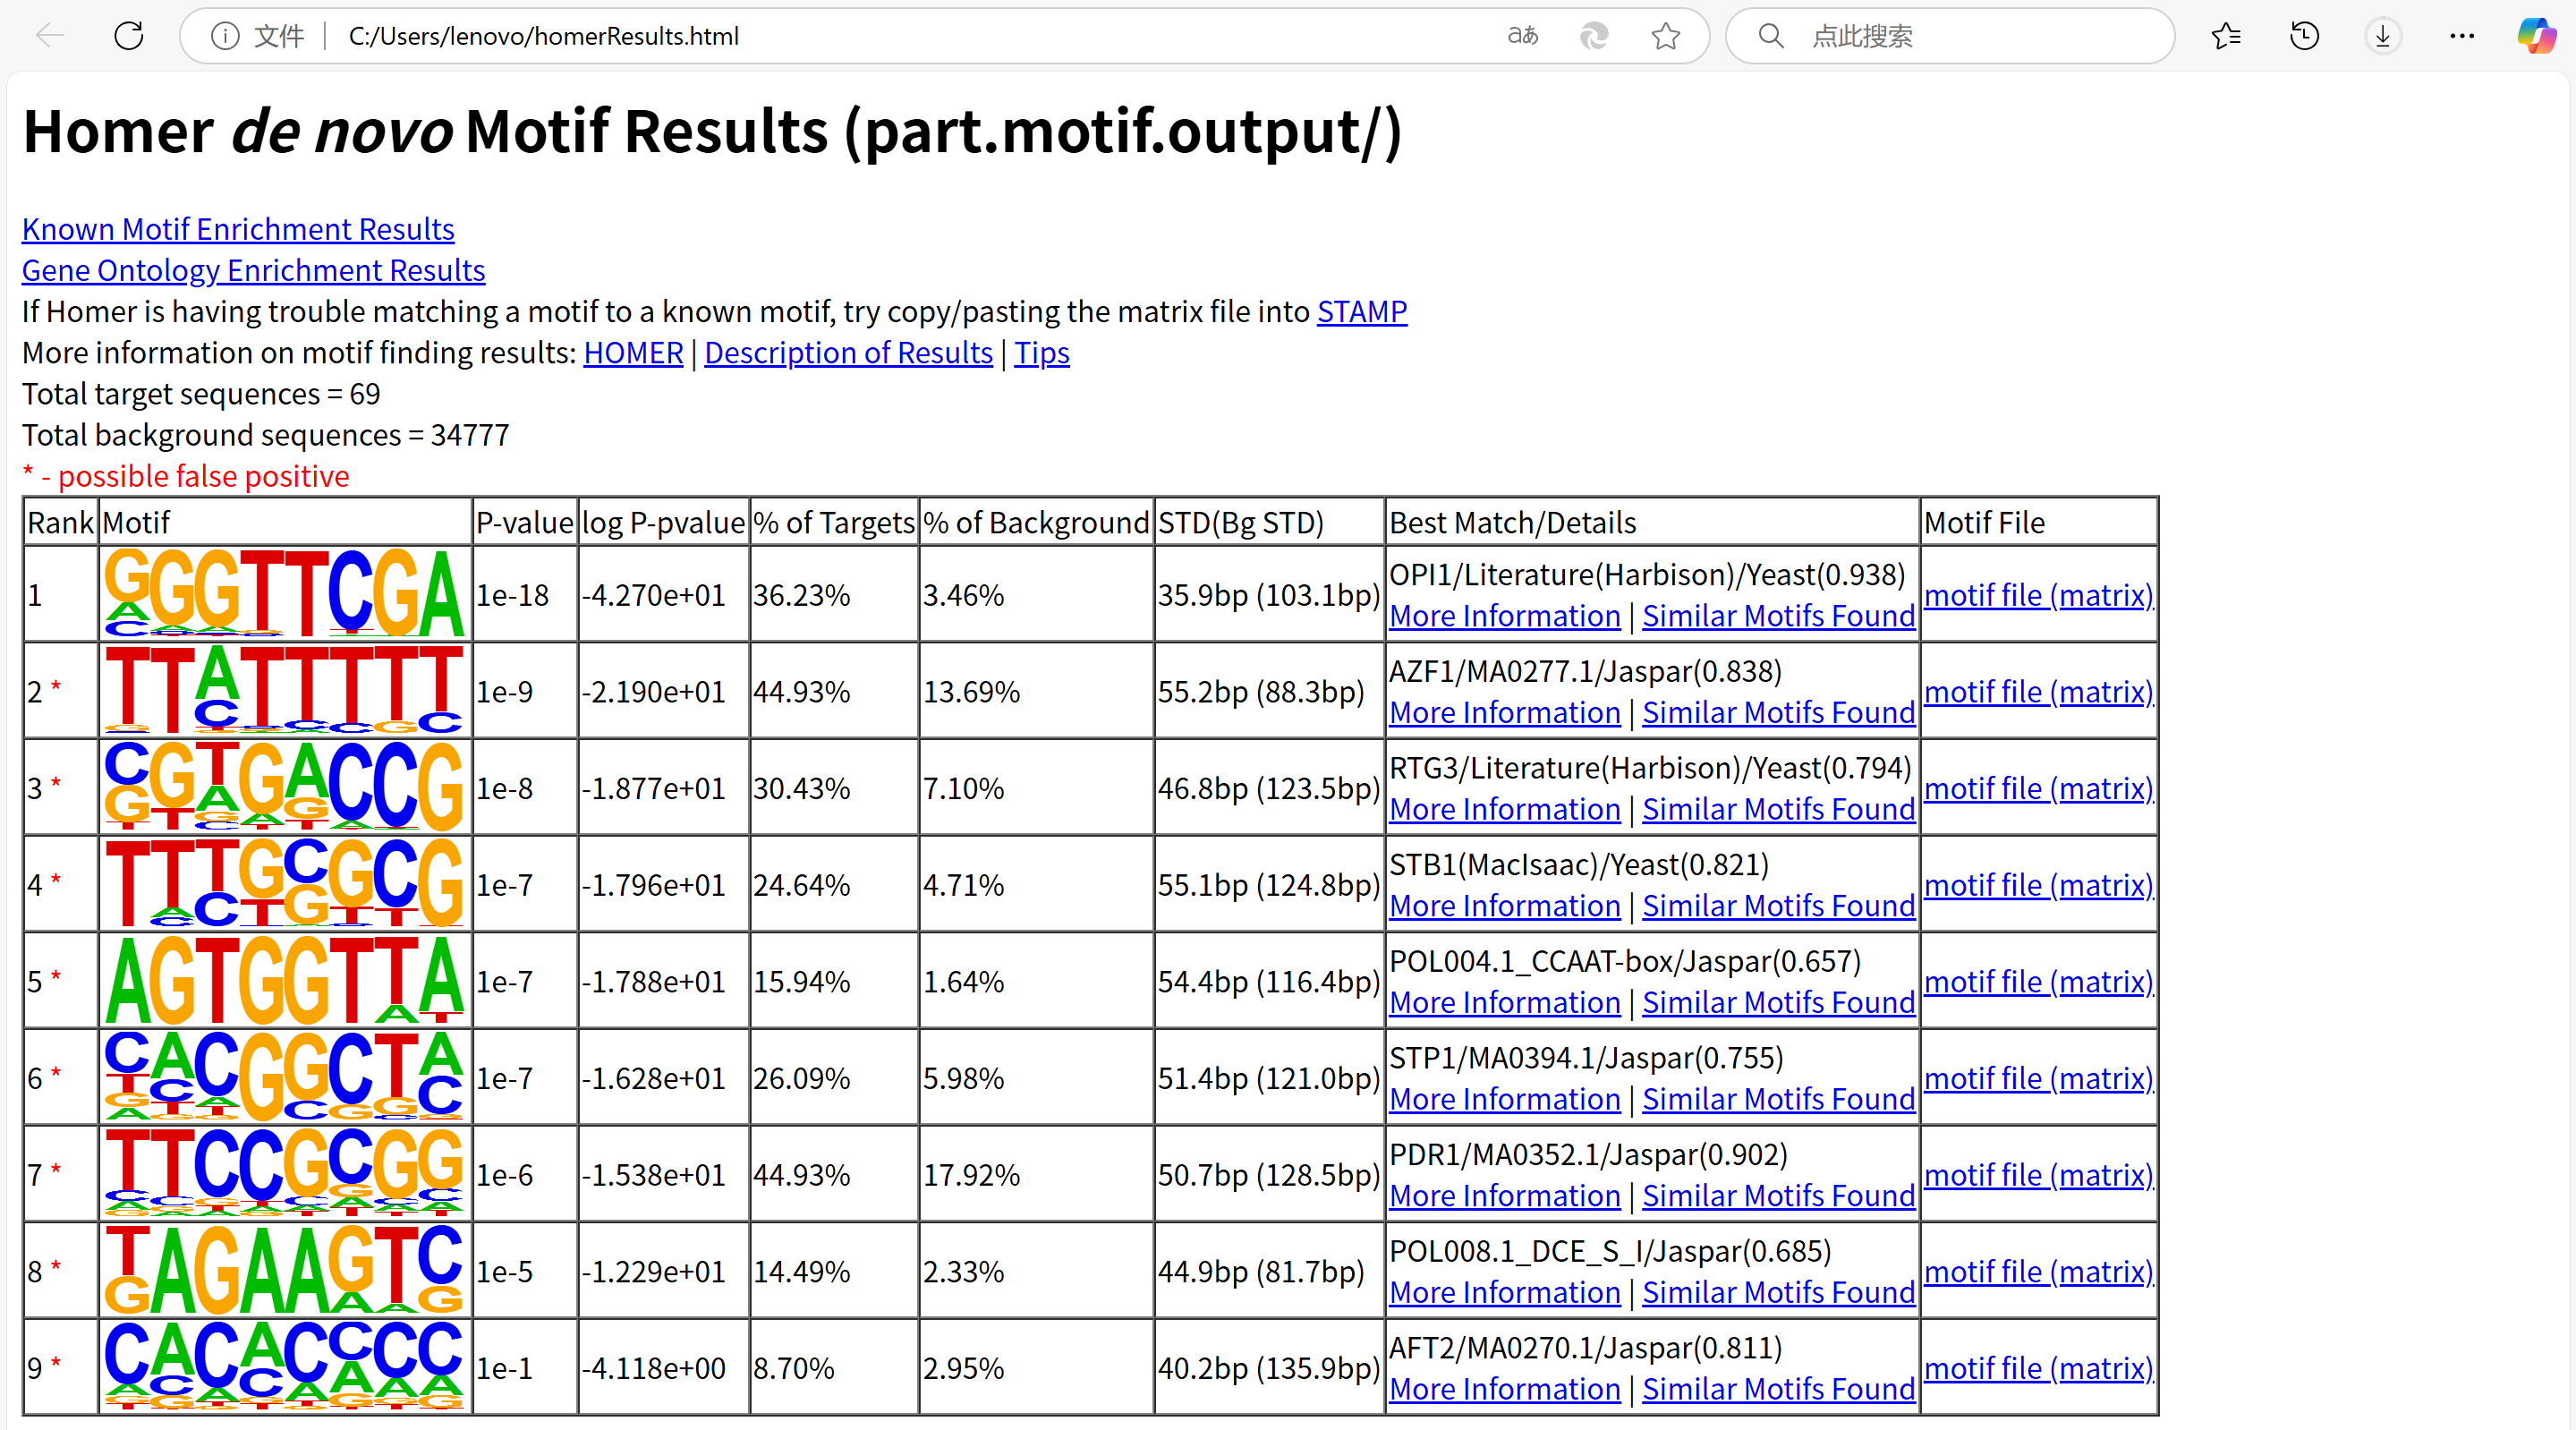 文件 C:/Users/lenovo/homerResults.html aあ 点此搜索
Homer de novo Motif Results (part.motif.output/)
Known Motif Enrichment Results
Gene Ontology Enrichment Results
If Homer is having trouble matching a motif to a known motif, try copy/pasting the matrix file into STAMP
More information on motif finding results: HOMER | Description of Results | Tips
Total target sequences = 69
Total background sequences = 34777
* - possible false positive
Rank Motif P-value log P-pvalue % of Targets % of Background STD(Bg STD) Best Match/Details Motif File
1 GGGTTCGA 1e-18 -4.270e+01 36.23% 3.46% 35.9bp (103.1bp) OPI1/Literature(Harbison)/Yeast(0.938)
More Information | Similar Motifs Found motif file (matrix)
2 * TTATTTTT 1e-9 -2.190e+01 44.93% 13.69% 55.2bp (88.3bp) AZF1/MA0277.1/Jaspar(0.838)
More Information | Similar Motifs Found motif file (matrix)
3 * CGTGACCG 1e-8 -1.877e+01 30.43% 7.10% 46.8bp (123.5bp) RTG3/Literature(Harbison)/Yeast(0.794)
More Information | Similar Motifs Found motif file (matrix)
4 * TTTGCGCG 1e-7 -1.796e+01 24.64% 4.71% 55.1bp (124.8bp) STB1(MacIsaac)/Yeast(0.821)
More Information | Similar Motifs Found motif file (matrix)
5 * AGTGGTTA 1e-7 -1.788e+01 15.94% 1.64% 54.4bp (116.4bp) POL004.1_CCAAT-box/Jaspar(0.657)
More Information | Similar Motifs Found motif file (matrix)
6 * CACGGCTA 1e-7 -1.628e+01 26.09% 5.98% 51.4bp (121.0bp) STP1/MA0394.1/Jaspar(0.755)
More Information | Similar Motifs Found motif file (matrix)
7 * TTCCGCGG 1e-6 -1.538e+01 44.93% 17.92% 50.7bp (128.5bp) PDR1/MA0352.1/Jaspar(0.902)
More Information | Similar Motifs Found motif file (matrix)
8 * TAGAAGTC 1e-5 -1.229e+01 14.49% 2.33% 44.9bp (81.7bp) POL008.1_DCE_S_I/Jaspar(0.685)
More Information | Similar Motifs Found motif file (matrix)
9 * CACACCCC 1e-1 -4.118e+00 8.70% 2.95% 40.2bp (135.9bp) AFT2/MA0270.1/Jaspar(0.811)
More Information | Similar Motifs Found motif file (matrix)